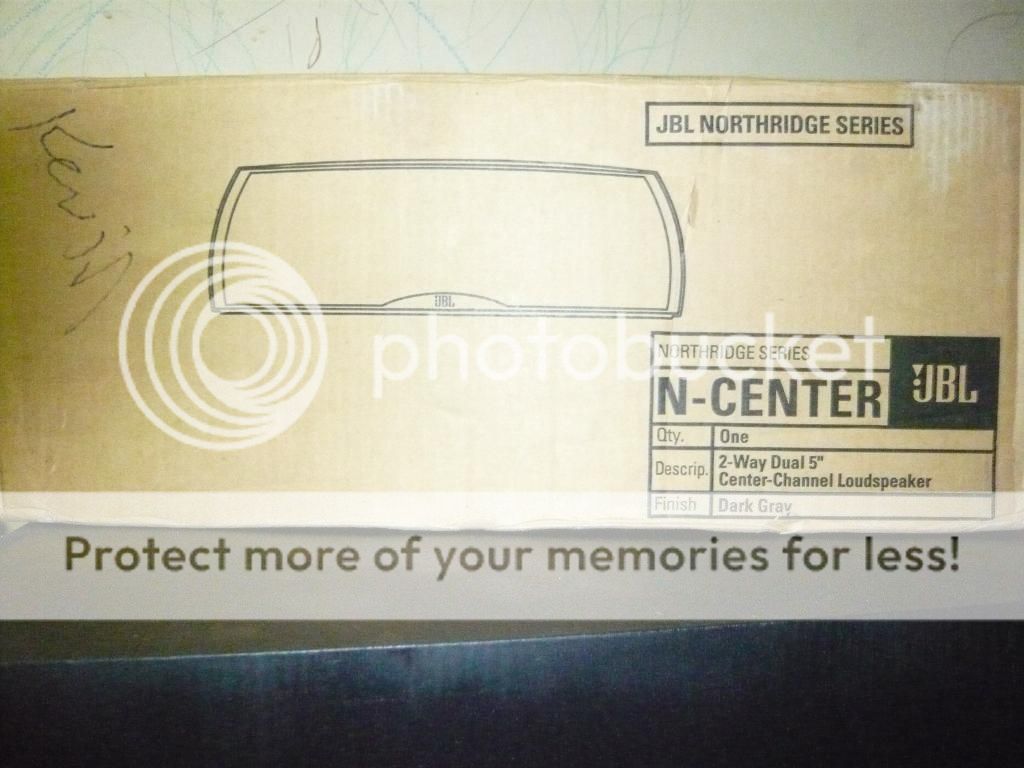 Kevin
JBL NORTHRIDGE SERIES
JBL
photobucket
NORTHRIDGE SERIES
N-CENTER
JBL
Qty. One
Descrip. 2-Way Dual 5"
Center-Channel Loudspeaker
Finish Dark Gray
Protect more of your memories for less!